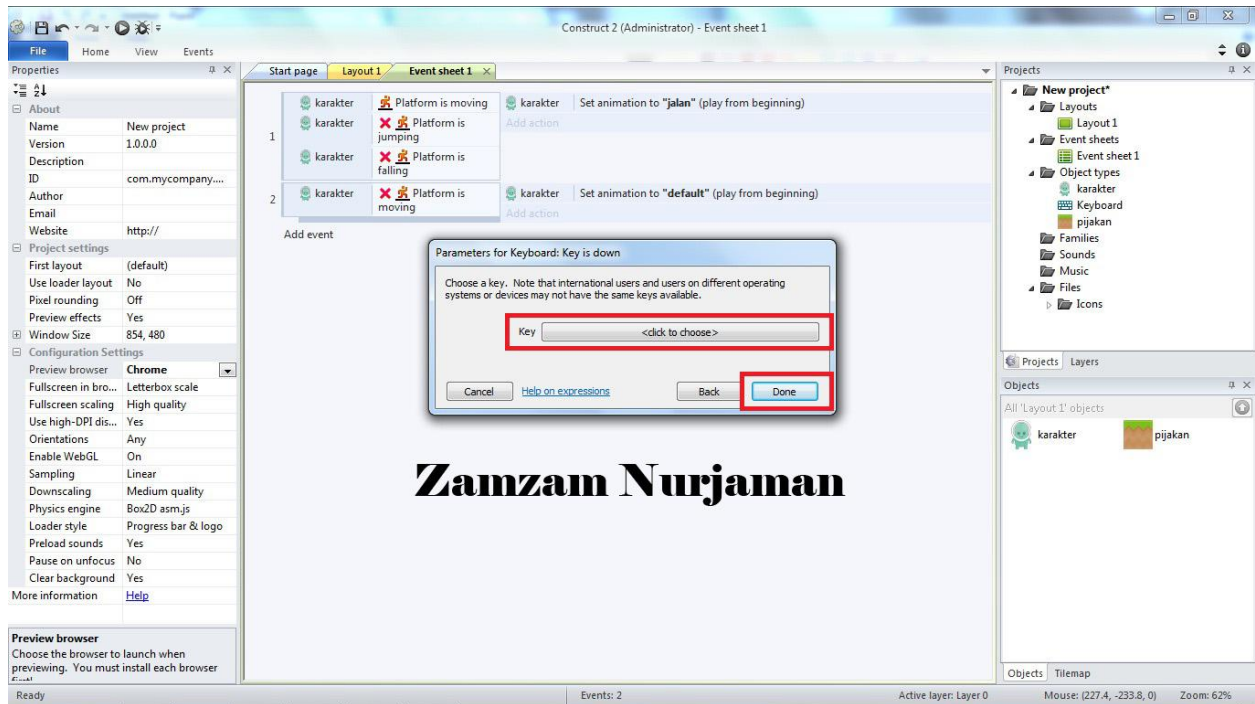 Construct 2 (Administrator) - Event sheet 1
File Home View Events
Properties
About
Name New project
Version 1.0.0.0
Description
ID com.mycompany....
Author
Email
Website http://
Project settings
First layout (default)
Use loader layout No
Pixel rounding Off
Preview effects Yes
Window Size 854, 480
Configuration Settings
Preview browser Chrome
Fullscreen in bro... Letterbox scale
Fullscreen scaling High quality
Use high-DPI dis... Yes
Orientations Any
Enable WebGL On
Sampling Linear
Downscaling Medium quality
Physics engine Box2D asm.js
Loader style Progress bar & logo
Preload sounds Yes
Pause on unfocus No
Clear background Yes
More information Help
Preview browser
Choose the browser to launch when
previewing. You must install each browser
Start page Layout 1 Event sheet 1
1
karakter Platform is moving karakter Set animation to "jalan" (play from beginning)
karakter Platform is Add action
jumping
karakter Platform is
falling
2
karakter Platform is karakter Set animation to "default" (play from beginning)
moving Add action
Add event
Parameters for Keyboard: Key is down
Choose a key. Note that international users and users on different operating
systems or devices may not have the same keys available.
Key <click to choose>
Cancel Help on expressions Back Done
Zamzam Nurjaman
Projects
New project*
Layouts
Layout 1
Event sheets
Event sheet 1
Object types
karakter
Keyboard
pijakan
Families
Sounds
Music
Files
Icons
Projects Layers
Objects
All 'Layout 1' objects
karakter pijakan
Objects Tilemap
Ready Events: 2 Active layer: Layer 0 Mouse: (227.4, -233.8, 0) Zoom: 62%